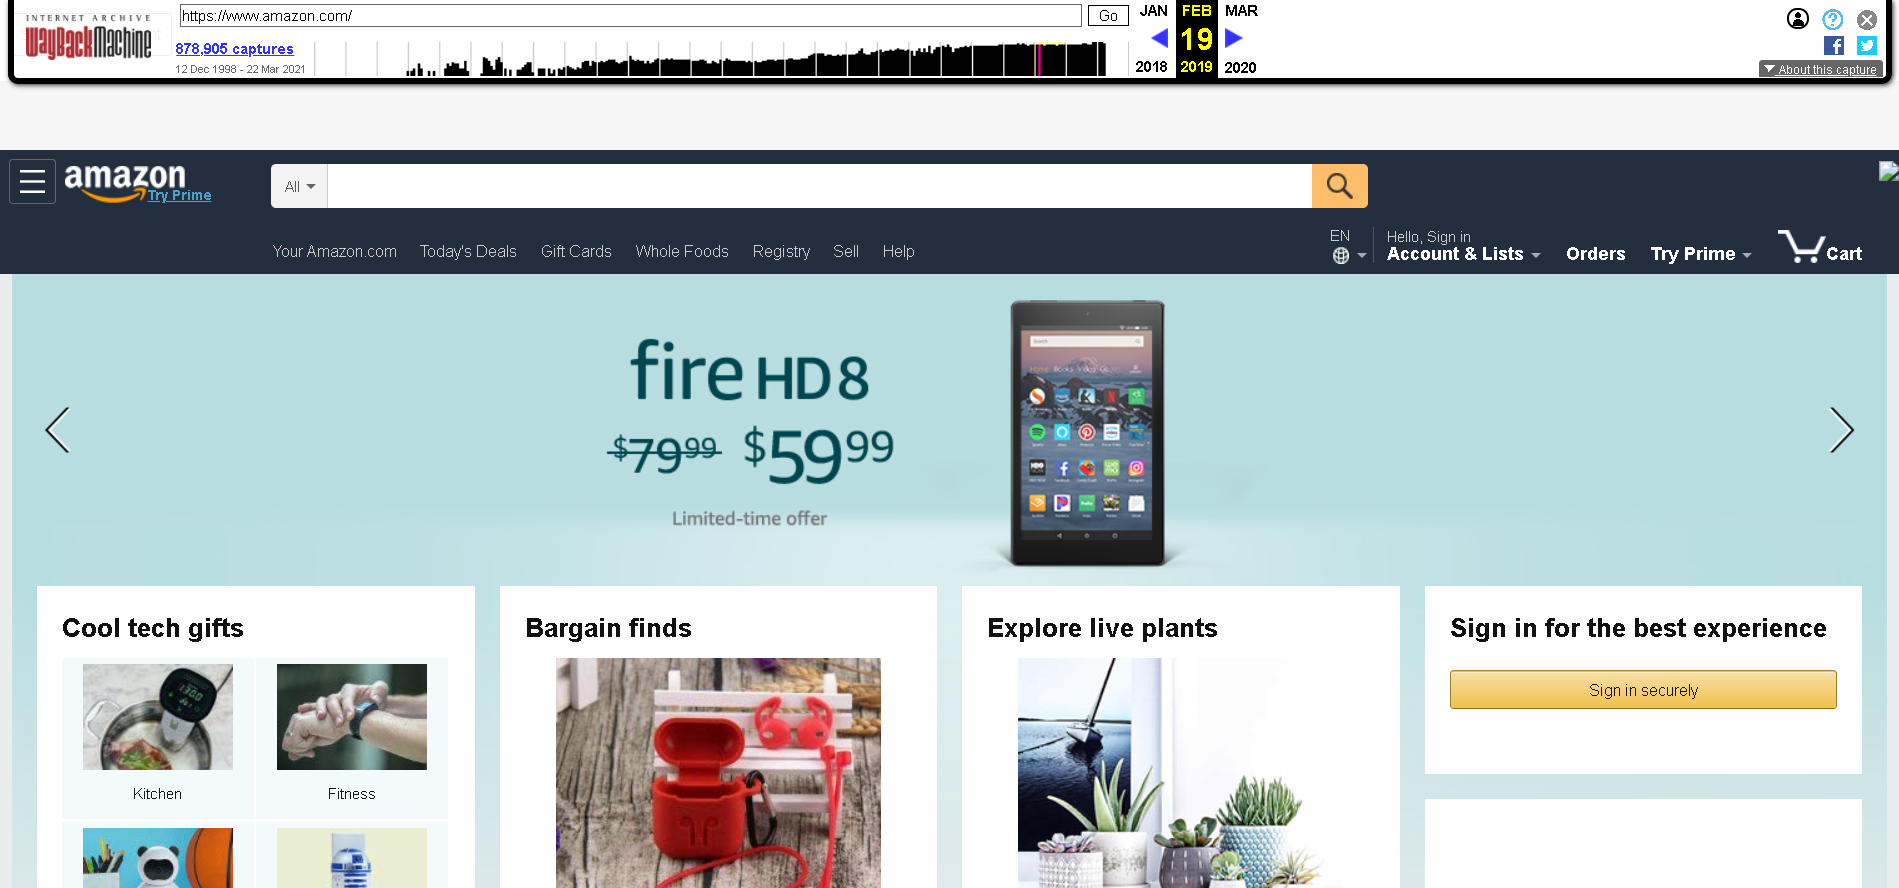 INTERNET ARCHIVE
WayBackMachine
https://www.amazon.com/
Go
JAN FEB MAR
878,905 captures
19
12 Dec 1998 - 22 Mar 2021
2018 2019 2020
About this capture
amazon
Try Prime
All
Your Amazon.com Today's Deals Gift Cards Whole Foods Registry Sell Help
EN
Hello, Sign in
Account & Lists
Orders
Try Prime
Cart
fire HD 8
$79.99 $59.99
Limited-time offer
Cool tech gifts
Kitchen
Fitness
Bargain finds
Explore live plants
Sign in for the best experience
Sign in securely